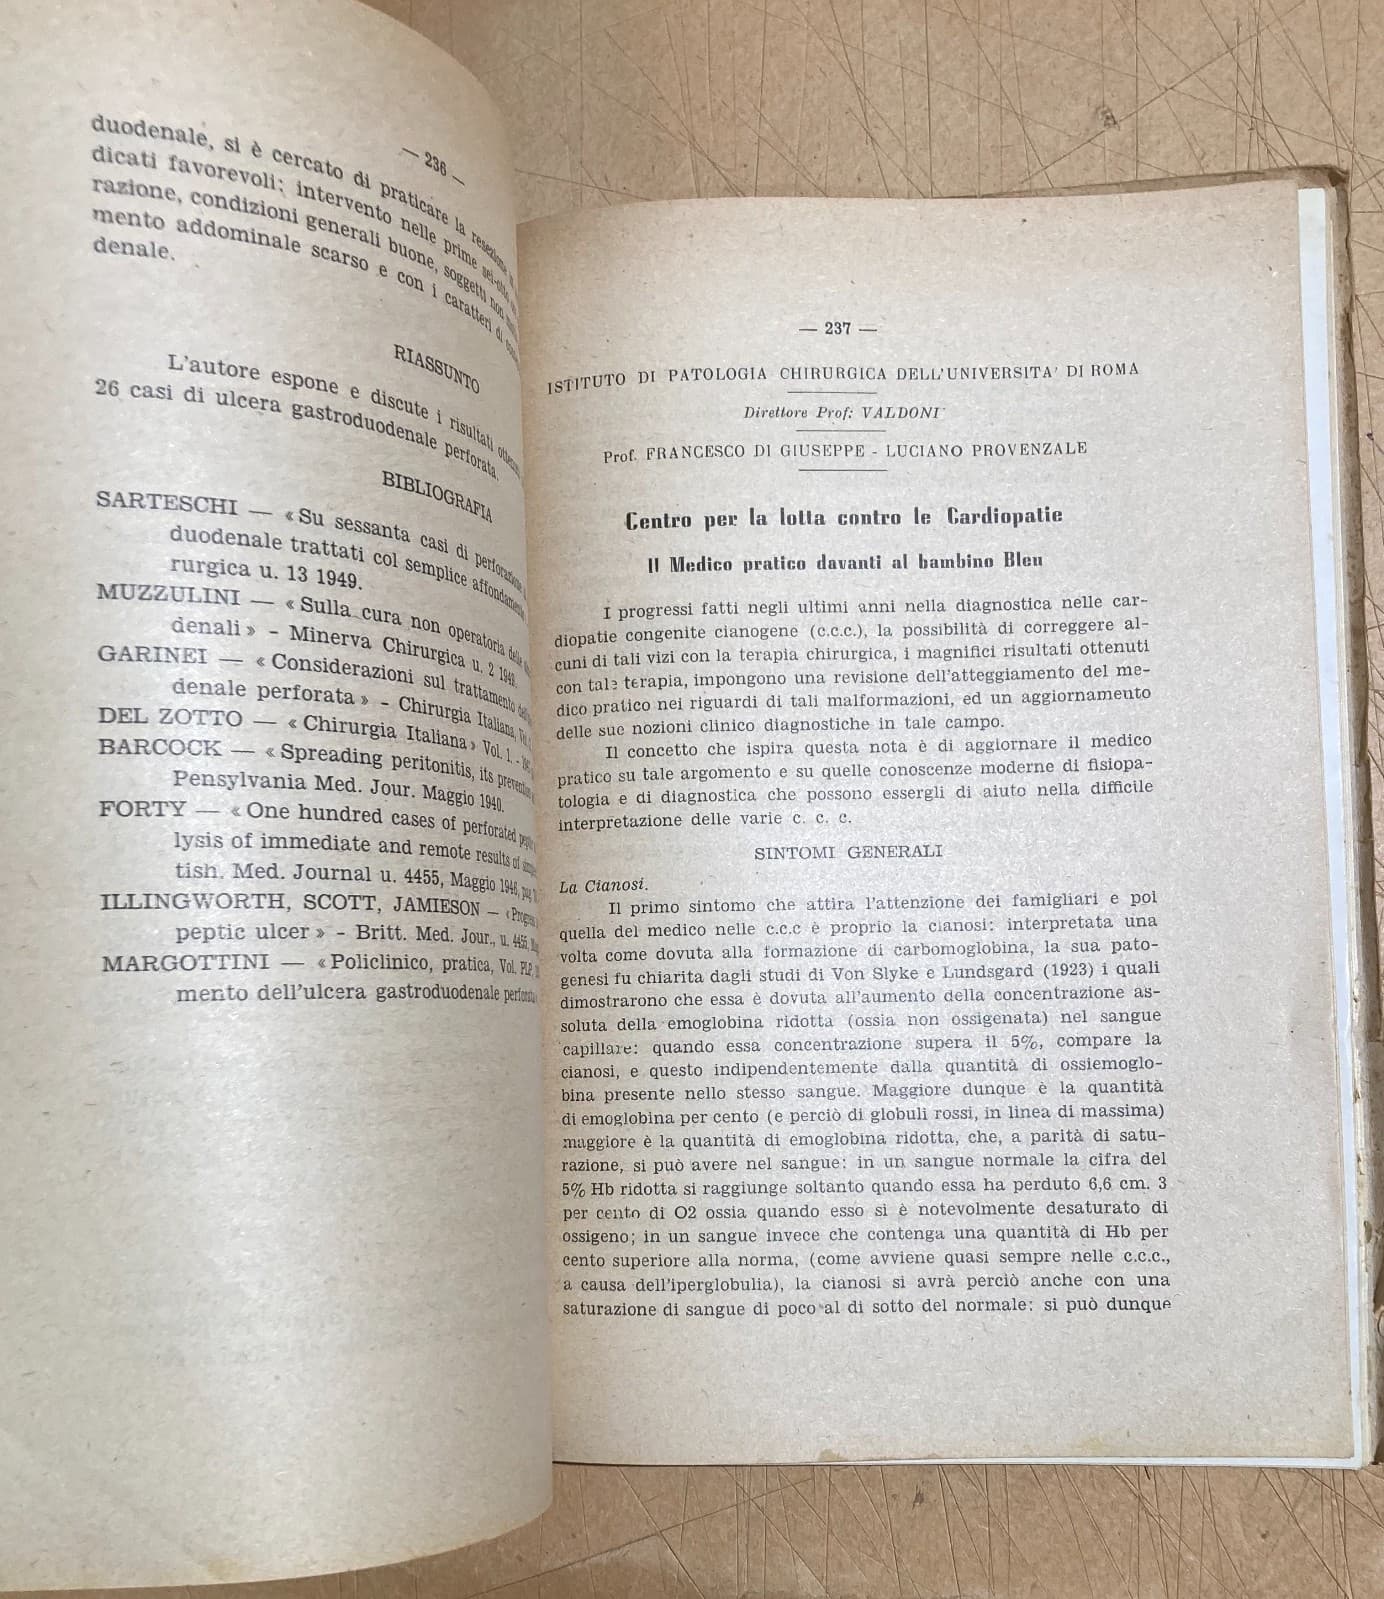 — 236 —
duodenale, si è cercato di praticare la resezione
dicati favorevoli: intervento nelle prime sei-otto
razione, condizioni generali buone, soggetti non
mento addominale scarso e con i caratteri di
denale.
RIASSUNTO
L'autore espone e discute i risultati
26 casi di ulcera gastroduodenale perforata.
BIBLIOGRAFIA
SARTESCHI — « Su sessanta casi di
duodenale trattati col semplice affondamento
rurgica u. 13 1949.
MUZZULINI — « Sulla cura non operatoria delle
denali » - Minerva Chirurgica u. 2
GARINEI — « Considerazioni sul trattamento
denale perforata » - Chirurgia Italiana,
DEL ZOTTO — « Chirurgia Italiana » Vol. 1. -
BARCOCK — « Spreading peritonitis, its
Pensylvania Med. Jour. Maggio 1940.
FORTY — « One hundred cases of perforated
lysis of immediate and remote results of
tish. Med. Journal u. 4455, Maggio 1946, pag.
ILLINGWORTH, SCOTT, JAMIESON —
peptic ulcer » - Britt. Med. Jour., u. 4455,
MARGOTTINI — « Policlinico, pratica, Vol.
mento dell'ulcera gastroduodenale
— 237 —
ISTITUTO DI PATOLOGIA CHIRURGICA DELL'UNIVERSITA' DI ROMA
Direttore Prof: VALDONI
Prof. FRANCESCO DI GIUSEPPE - LUCIANO PROVENZALE
Centro per la lotta contro le Cardiopatie
Il Medico pratico davanti al bambino Bleu
I progressi fatti negli ultimi anni nella diagnostica nelle car-
diopatie congenite cianogene (c.c.c.), la possibilità di correggere al-
cuni di tali vizi con la terapia chirurgica, i magnifici risultati ottenuti
con tale terapia, impongono una revisione dell'atteggiamento del me-
dico pratico nei riguardi di tali malformazioni, ed un aggiornamento
delle sue nozioni clinico diagnostiche in tale campo.
Il concetto che ispira questa nota è di aggiornare il medico
pratico su tale argomento e su quelle conoscenze moderne di fisiopa-
tologia e di diagnostica che possono essergli di aiuto nella difficile
interpretazione delle varie c. c. c.
SINTOMI GENERALI
La Cianosi.
Il primo sintomo che attira l'attenzione dei famigliari e poi
quella del medico nelle c.c.c è proprio la cianosi: interpretata una
volta come dovuta alla formazione di carbomoglobina, la sua pato-
genesi fu chiarita dagli studi di Von Slyke e Lundsgard (1923) i quali
dimostrarono che essa è dovuta all'aumento della concentrazione as-
soluta della emoglobina ridotta (ossia non ossigenata) nel sangue
capillare: quando essa concentrazione supera il 5%, compare la
cianosi, e questo indipendentemente dalla quantità di ossiemoglo-
bina presente nello stesso sangue. Maggiore dunque è la quantità
di emoglobina per cento (e perciò di globuli rossi, in linea di massima)
maggiore è la quantità di emoglobina ridotta, che, a parità di satu-
razione, si può avere nel sangue: in un sangue normale la cifra del
5% Hb ridotta si raggiunge soltanto quando essa ha perduto 6,6 cm. 3
per cento di O2 ossia quando esso si è notevolmente desaturato di
ossigeno; in un sangue invece che contenga una quantità di Hb per
cento superiore alla norma, (come avviene quasi sempre nelle c.c.c.,
a causa dell'iperglobulia), la cianosi si avrà perciò anche con una
saturazione di sangue di poco al di sotto del normale: si può dunque